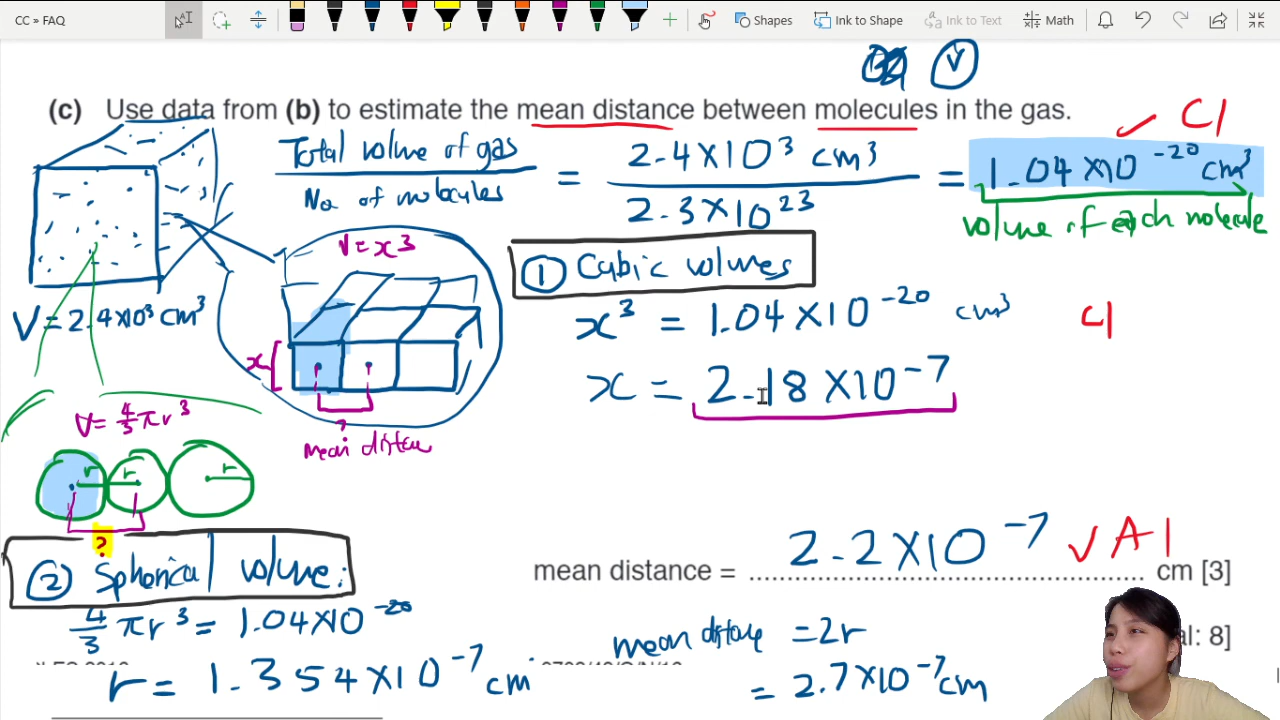 CC » FAQ
Shapes
Ink to Shape
Ink to Text
Math
V
(c) Use data from (b) to estimate the mean distance between molecules in the gas.
C1
Total volume of gas
No of molecules
= 2.4×10³ cm³
2.3×10²³
= 1.04×10⁻²⁰ cm³
volume of each molecule
V=x³
① Cubic volumes
V=2.4×10³ cm³
x³ = 1.04×10⁻²⁰ cm³
C1
x
x = 2.18×10⁻⁷
?
mean distance
V=4/3πr³
r r r
?
② Spherical volume:
2.2×10⁻⁷ √ A1
mean distance = ........................................................ cm [3]
4/3 πr³ = 1.04×10⁻²⁰
mean distance = 2r
al: 8]
r = 1.354×10⁻⁷ cm
= 2.7×10⁻⁷ cm